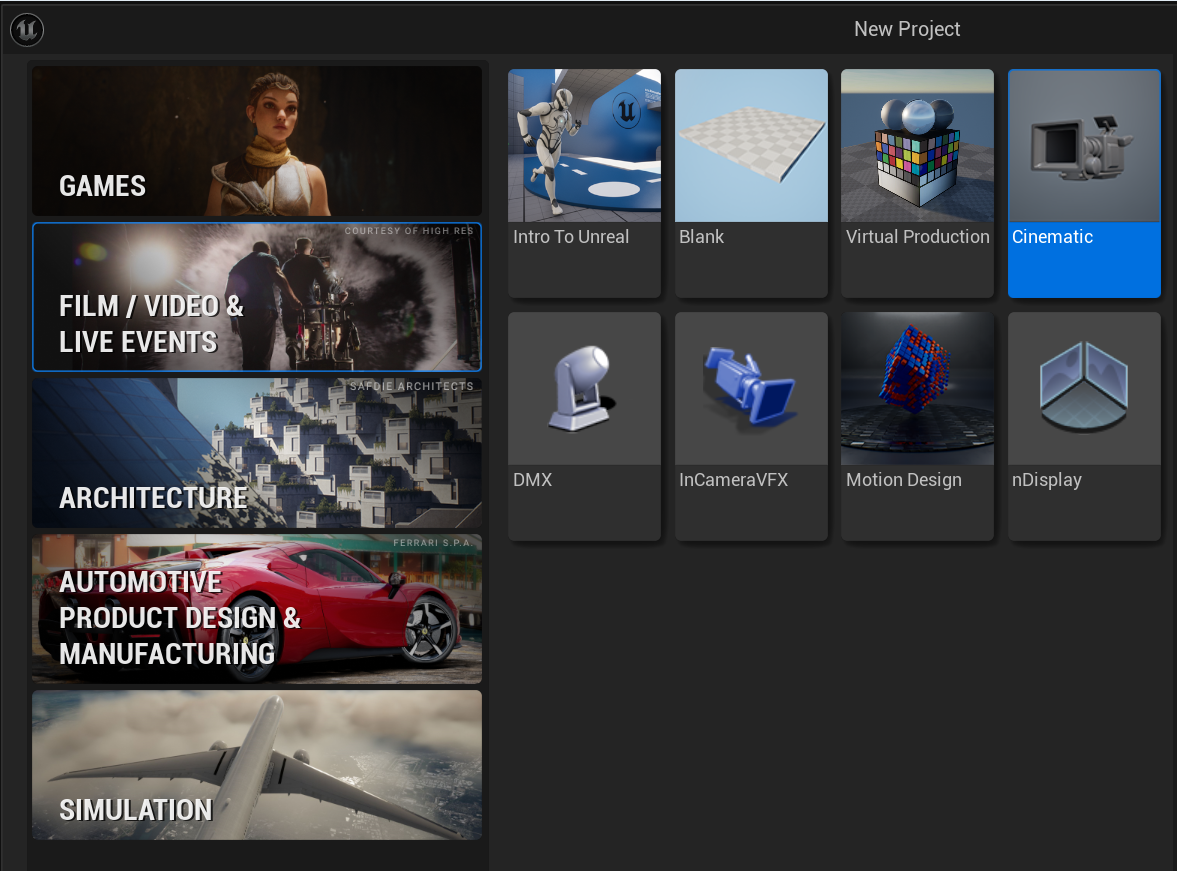 New Project
GAMES
COURTESY OF HIGH RES
FILM / VIDEO &
LIVE EVENTS
SAFDIE ARCHITECTS
ARCHITECTURE
FERRARI S.P.A.
AUTOMOTIVE
PRODUCT DESIGN &
MANUFACTURING
SIMULATION
Intro To Unreal
Blank
Virtual Production
Cinematic
DMX
InCameraVFX
Motion Design
nDisplay